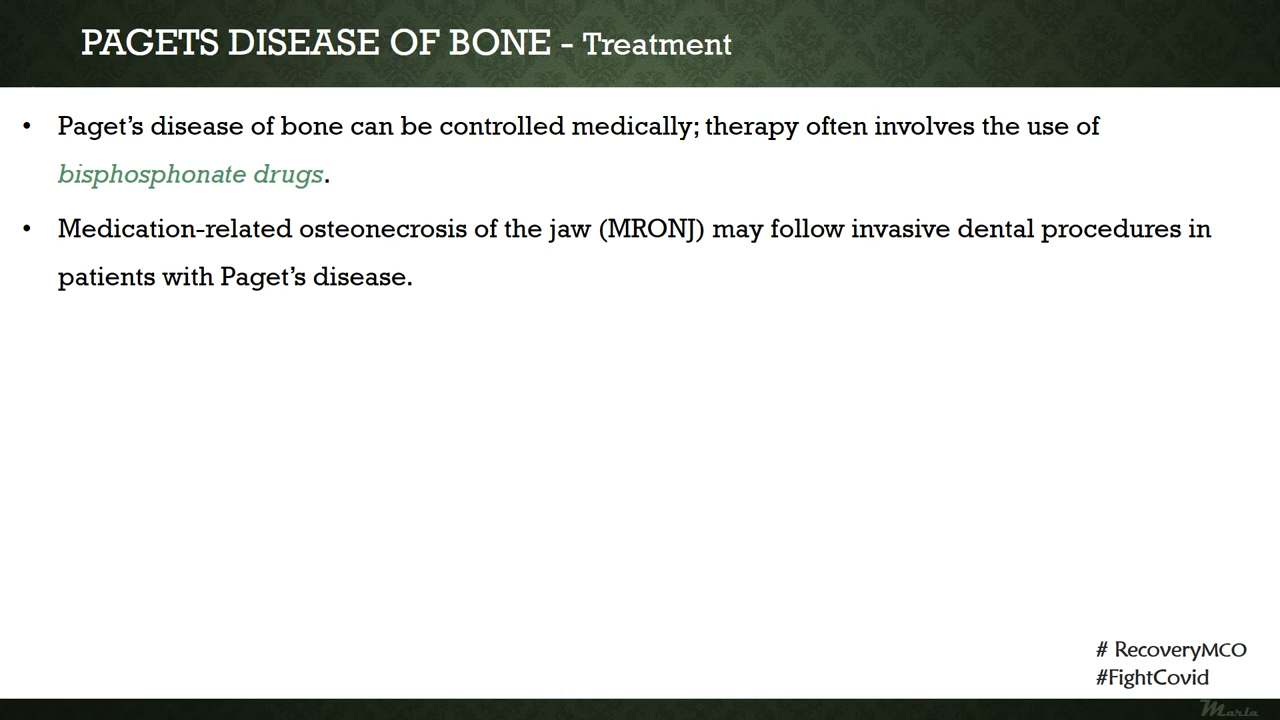 PAGETS DISEASE OF BONE - Treatment
• Paget’s disease of bone can be controlled medically; therapy often involves the use of
bisphosphonate drugs.
• Medication-related osteonecrosis of the jaw (MRONJ) may follow invasive dental procedures in
patients with Paget’s disease.
# RecoveryMCO
#FightCovid
Marla